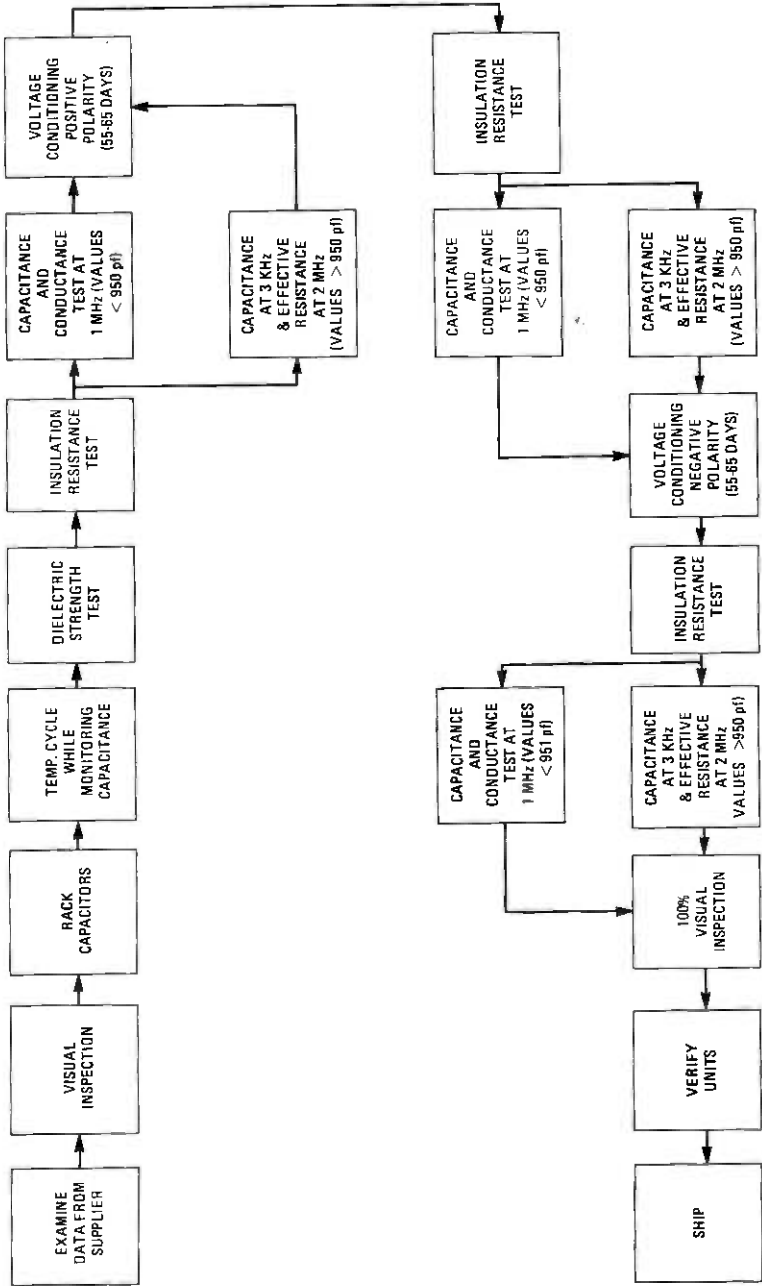 EXAMINE
DATA FROM
SUPPLIER
VISUAL
INSPECTION
RACK
CAPACITORS
TEMP. CYCLE
WHILE
MONITORING
CAPACITANCE
DIELECTRIC
STRENGTH
TEST
INSULATION
RESISTANCE
TEST
CAPACITANCE
AND
CONDUCTANCE
TEST AT
1 MHz (VALUES
< 950 pf)
CAPACITANCE
AT 3 KHz
& EFFECTIVE
RESISTANCE
AT 2 MHz
(VALUES > 950 pf)
VOLTAGE
CONDITIONING
POSITIVE
POLARITY
(55-65 DAYS)
INSULATION
RESISTANCE
TEST
CAPACITANCE
AND
CONDUCTANCE
TEST AT
1 MHz (VALUES
< 950 pf)
CAPACITANCE
AT 3 KHz
& EFFECTIVE
RESISTANCE
AT 2 MHz
(VALUES > 950 pf)
VOLTAGE
CONDITIONING
NEGATIVE
POLARITY
(55-65 DAYS)
INSULATION
RESISTANCE
TEST
CAPACITANCE
AND
CONDUCTANCE
TEST AT
1 MHz (VALUES
< 951 pf)
CAPACITANCE
AT 3 KHz
& EFFECTIVE
RESISTANCE
AT 2 MHz
VALUES >950 pf)
100%
VISUAL
INSPECTION
VERIFY
UNITS
SHIP